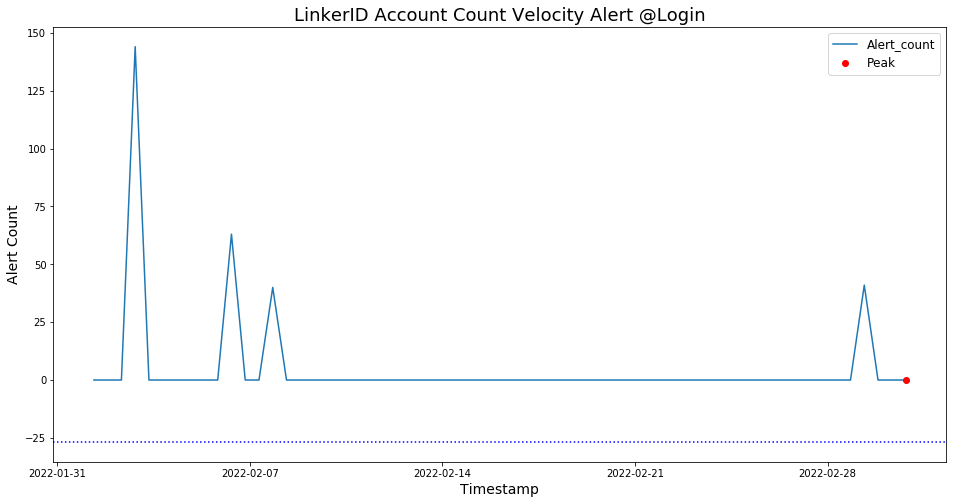 LinkerID Account Count Velocity Alert @Login
Alert_count
Peak
150
125
100
75
50
25
0
−25
Alert Count
2022-01-31
2022-02-07
2022-02-14
2022-02-21
2022-02-28
Timestamp